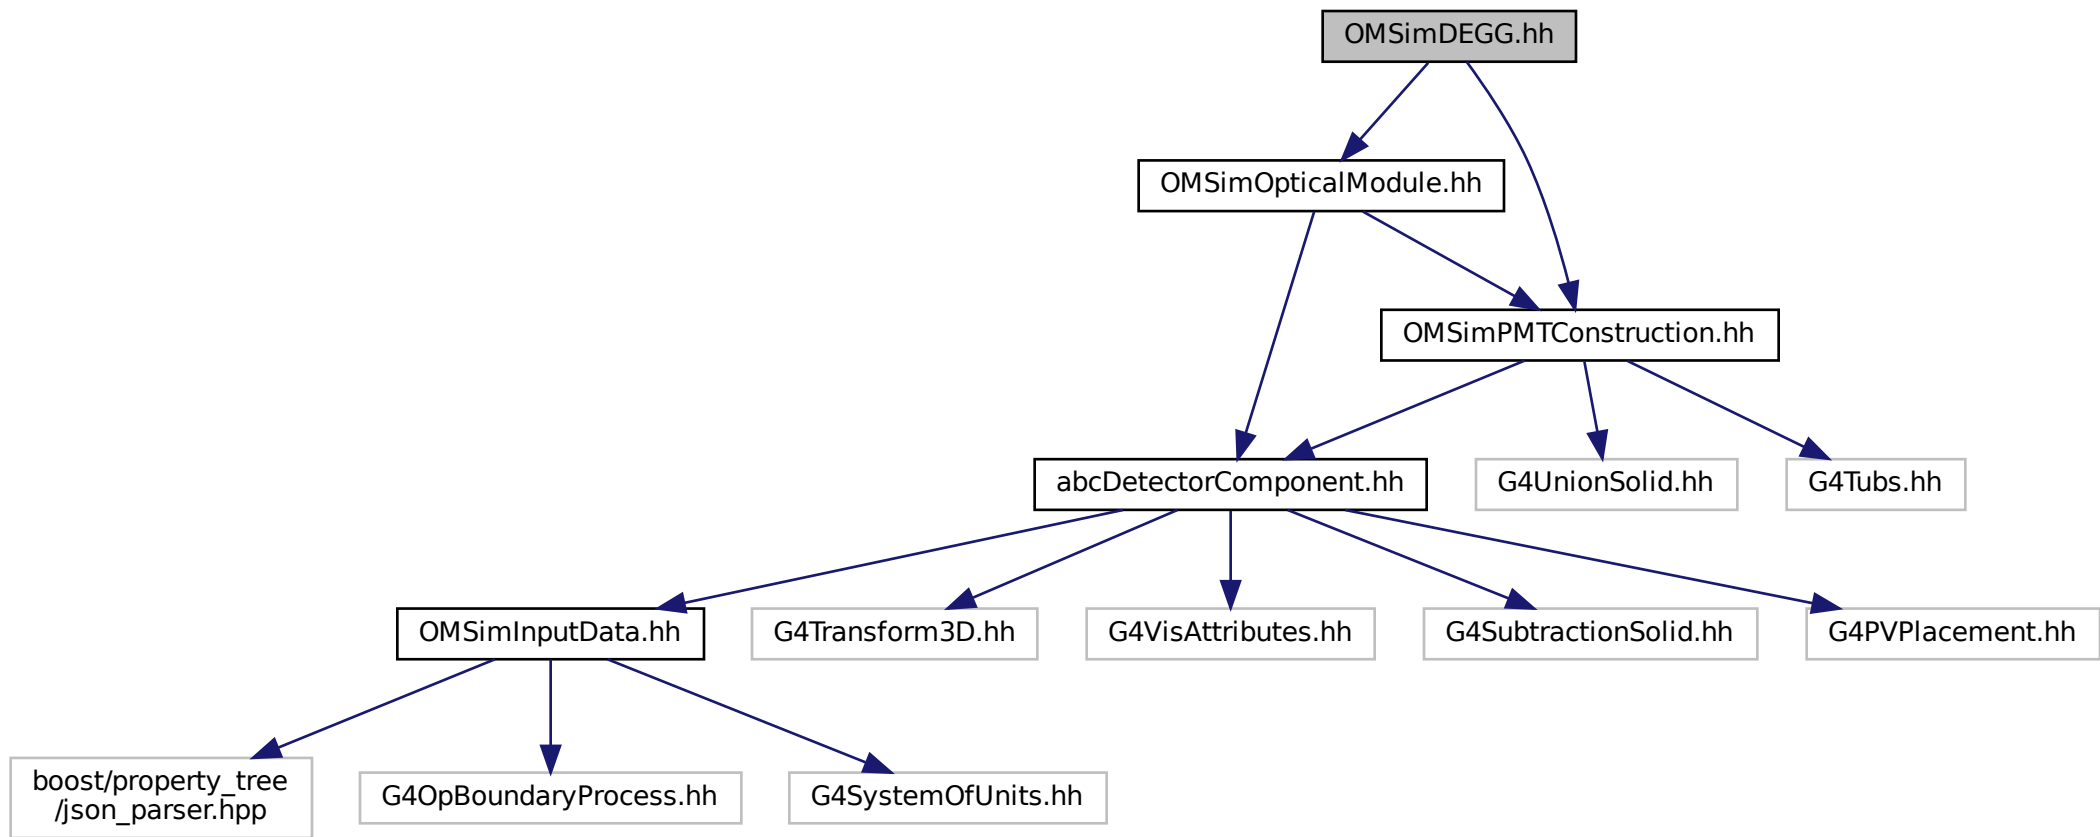 OMSimDEGG.hh
OMSimOpticalModule.hh
OMSimPMTConstruction.hh
abcDetectorComponent.hh
G4UnionSolid.hh
G4Tubs.hh
OMSimInputData.hh
G4Transform3D.hh
G4VisAttributes.hh
G4SubtractionSolid.hh
G4PVPlacement.hh
boost/property_tree
/json_parser.hpp
G4OpBoundaryProcess.hh
G4SystemOfUnits.hh